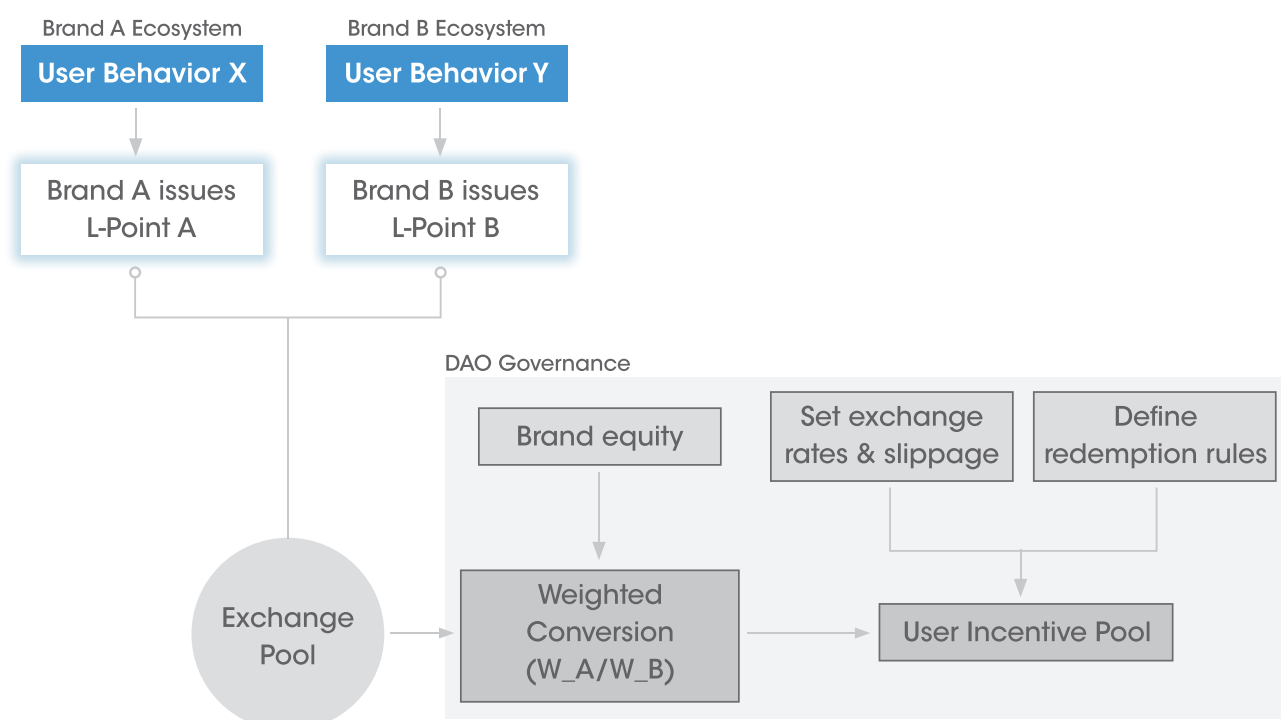 Brand A Ecosystem
Brand B Ecosystem
User Behavior X
User Behavior Y
Brand A issues
L-Point A
Brand B issues
L-Point B
DAO Governance
Brand equity
Set exchange
rates & slippage
Define
redemption rules
Exchange
Pool
Weighted
Conversion
(W_A/W_B)
User Incentive Pool